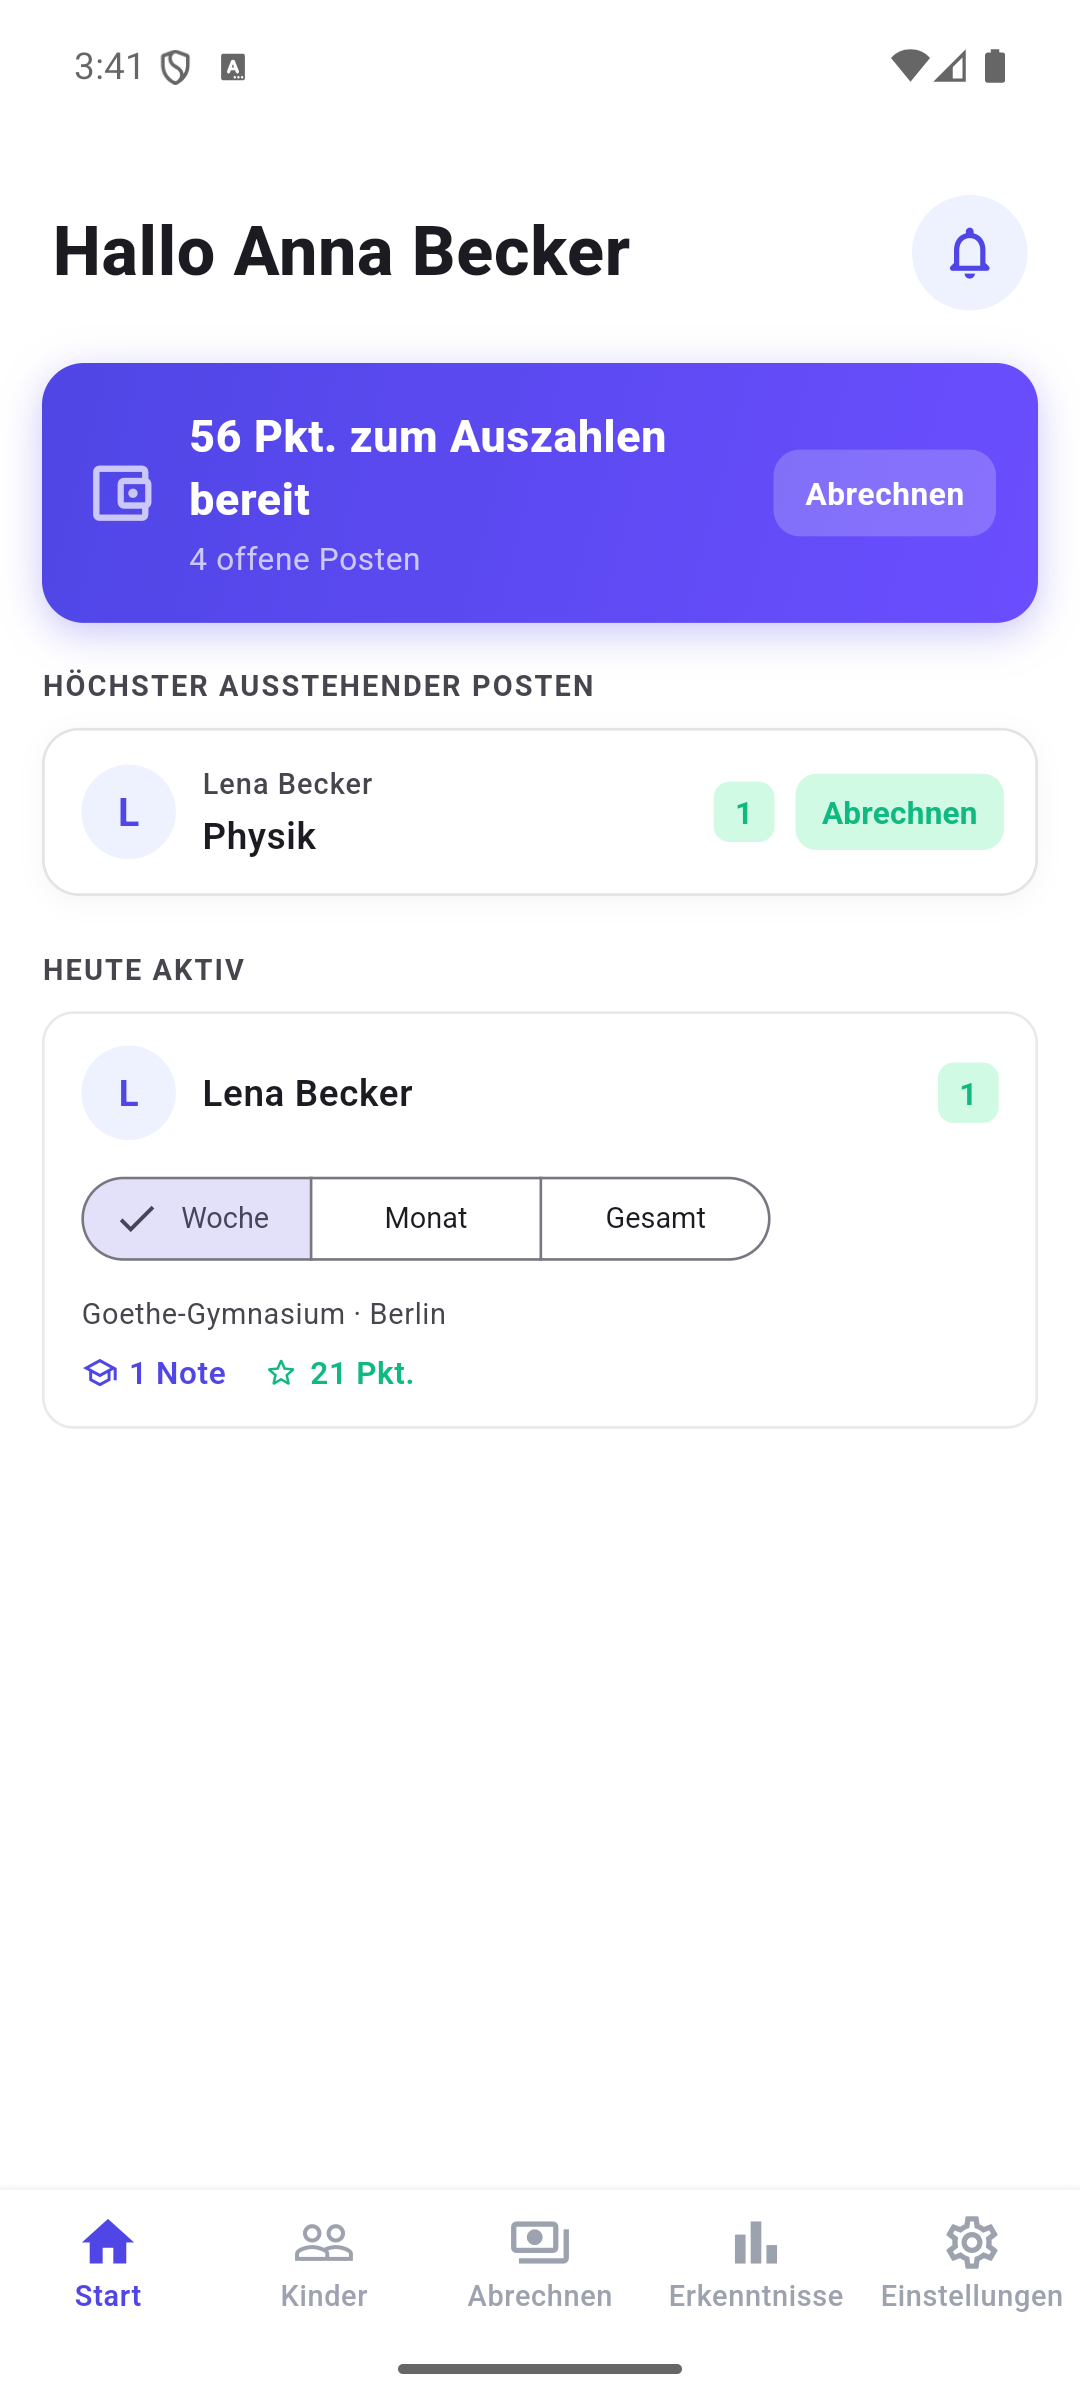 3:41
Hallo Anna Becker
56 Pkt. zum Auszahlen
bereit
4 offene Posten
Abrechnen
HÖCHSTER AUSSTEHENDER POSTEN
L
Lena Becker
Physik
1
Abrechnen
HEUTE AKTIV
L
Lena Becker
1
Woche
Monat
Gesamt
Goethe-Gymnasium · Berlin
1 Note
21 Pkt.
Start
Kinder
Abrechnen
Erkenntnisse
Einstellungen